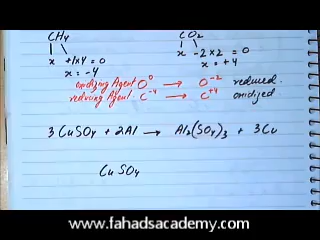 CH₄ CO₂
x +1x4 = 0 x -2x2 = 0
x = -4 x = +4
oxidizing Agent O⁰ → O⁻² reduced.
reducing Agent. C⁻⁴ → C⁺⁴ oxidized
3CuSO₄ + 2Al → Al₂(SO₄)₃ + 3Cu
CuSO₄
www.fahadsacademy.com